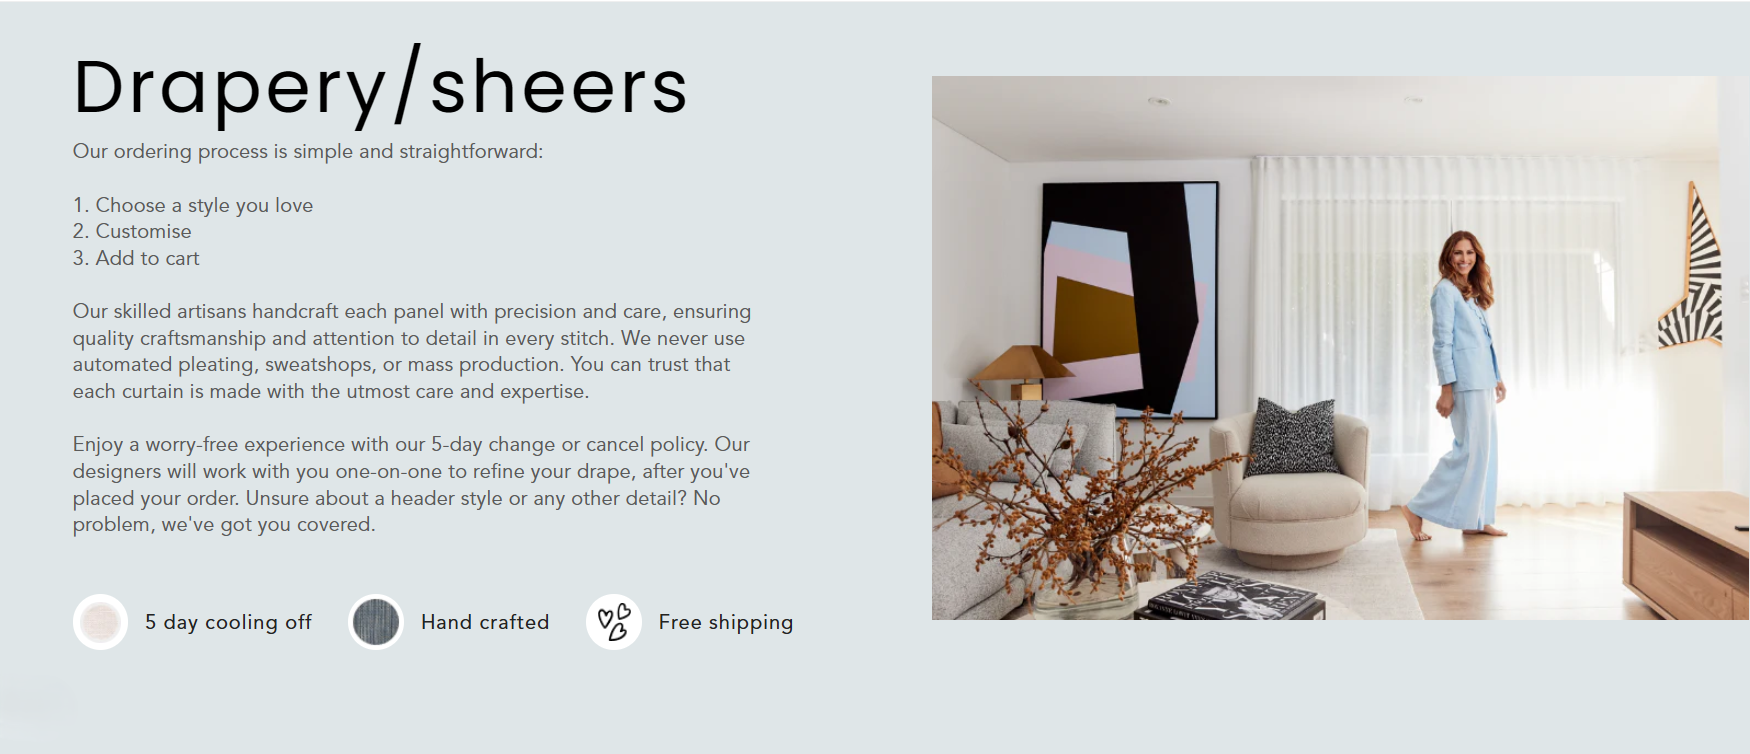 Drapery/sheers
Our ordering process is simple and straightforward:
1. Choose a style you love
2. Customise
3. Add to cart
Our skilled artisans handcraft each panel with precision and care, ensuring
quality craftsmanship and attention to detail in every stitch. We never use
automated pleating, sweatshops, or mass production. You can trust that
each curtain is made with the utmost care and expertise.
Enjoy a worry-free experience with our 5-day change or cancel policy. Our
designers will work with you one-on-one to refine your drape, after you've
placed your order. Unsure about a header style or any other detail? No
problem, we've got you covered.
5 day cooling off
Hand crafted
Free shipping